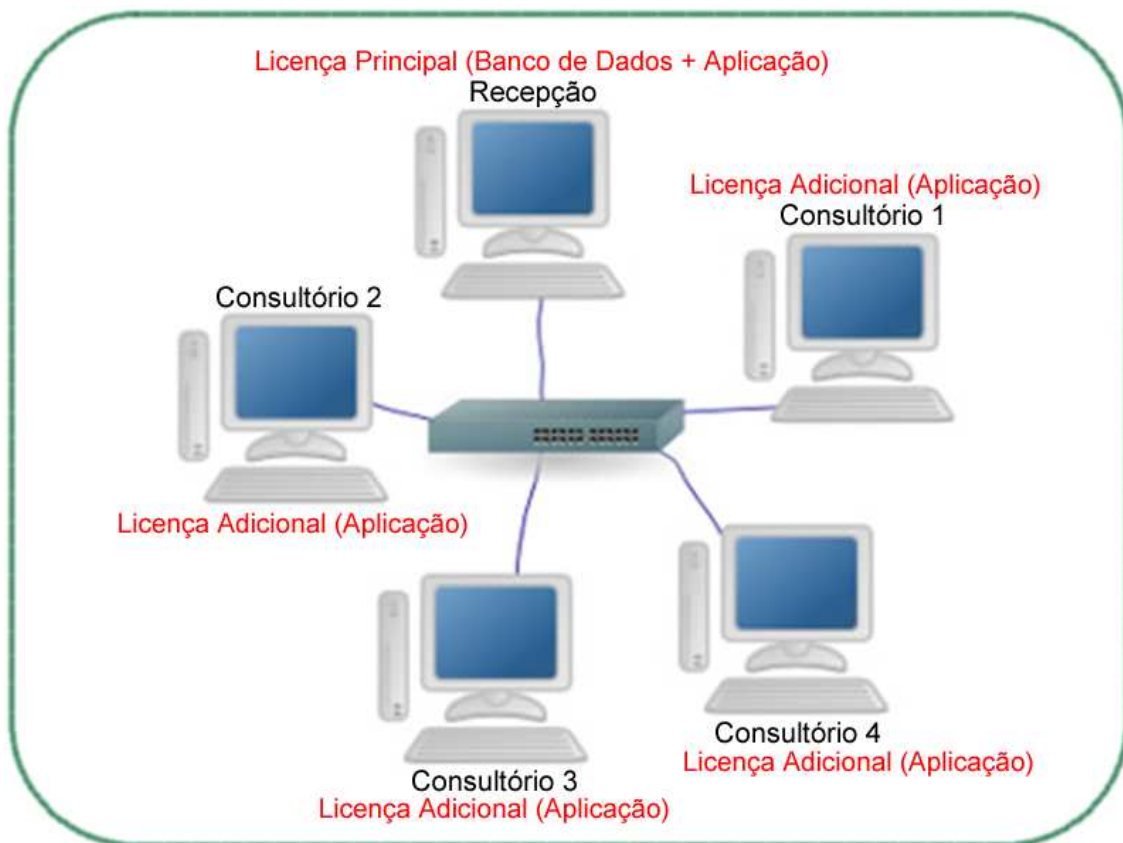 Licença Principal (Banco de Dados + Aplicação)
Recepção
Licença Adicional (Aplicação)
Consultório 1
Consultório 2
Licença Adicional (Aplicação)
Consultório 3
Licença Adicional (Aplicação)
Consultório 4
Licença Adicional (Aplicação)